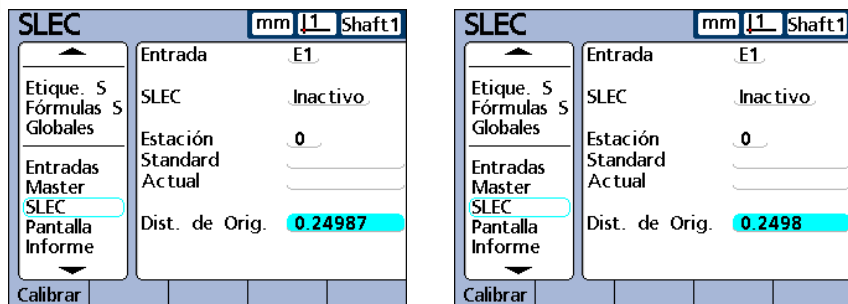 SLEC
mm 1 Shaft1
Entrada E1
Etique. S
Fórmulas S
Globales
SLEC Inactivo
Estación 0
Standard
Actual
Entradas
Master
SLEC
Pantalla
Informe
Dist. de Orig. 0.24987
Calibrar
SLEC
mm 1 Shaft1
Entrada E1
Etique. S
Fórmulas S
Globales
SLEC Inactivo
Estación 0
Standard
Actual
Entradas
Master
SLEC
Pantalla
Informe
Dist. de Orig. 0.2498
Calibrar